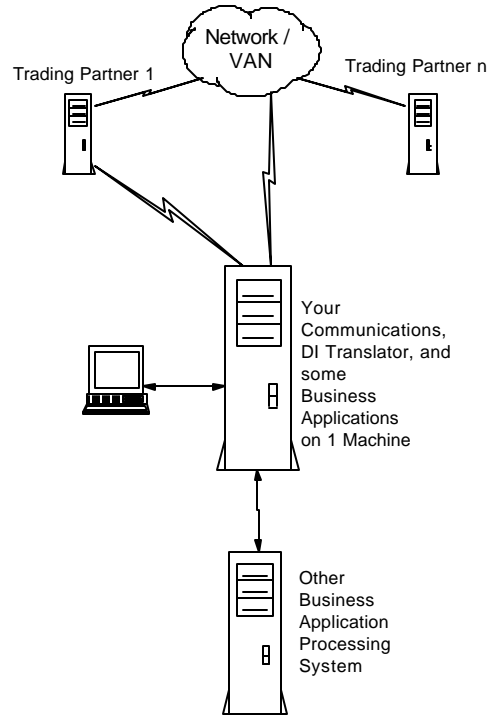 Network /
VAN
Trading Partner 1
Trading Partner n
Your
Communications,
DI Translator, and
some
Business
Applications
on 1 Machine
Other
Business
Application
Processing
System